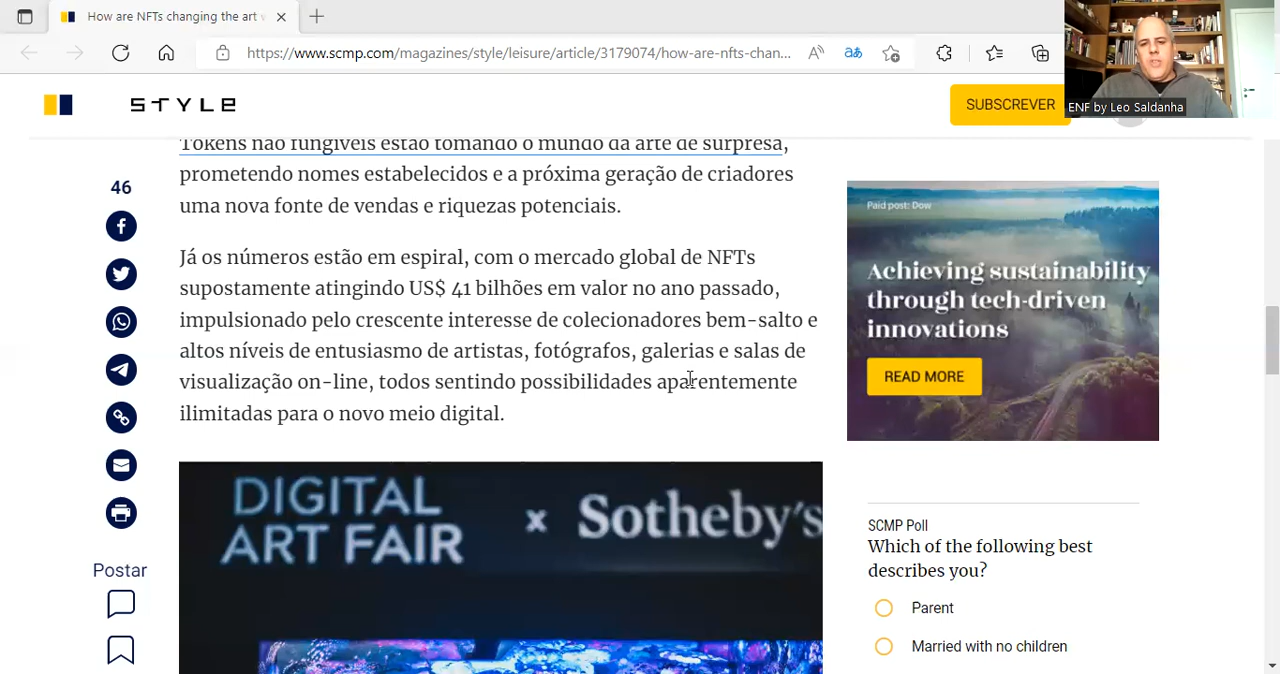 How are NFTs changing the art
https://www.scmp.com/magazines/style/leisure/article/3179074/how-are-nfts-chan...
ENF by Leo Saldanha
STYLE
SUBSCREVER
Tokens não fungíveis estão tomando o mundo da arte de surpresa,
prometendo nomes estabelecidos e a próxima geração de criadores
uma nova fonte de vendas e riquezas potenciais.
Já os números estão em espiral, com o mercado global de NFTs
supostamente atingindo US$ 41 bilhões em valor no ano passado,
impulsionado pelo crescente interesse de colecionadores bem-salto e
altos níveis de entusiasmo de artistas, fotógrafos, galerias e salas de
visualização on-line, todos sentindo possibilidades aparentemente
ilimitadas para o novo meio digital.
46
Postar
DIGITAL
ART FAIR
x
Sotheby's
Paid post: Dow
Achieving sustainability
through tech-driven
innovations
READ MORE
SCMP Poll
Which of the following best
describes you?
Parent
Married with no children